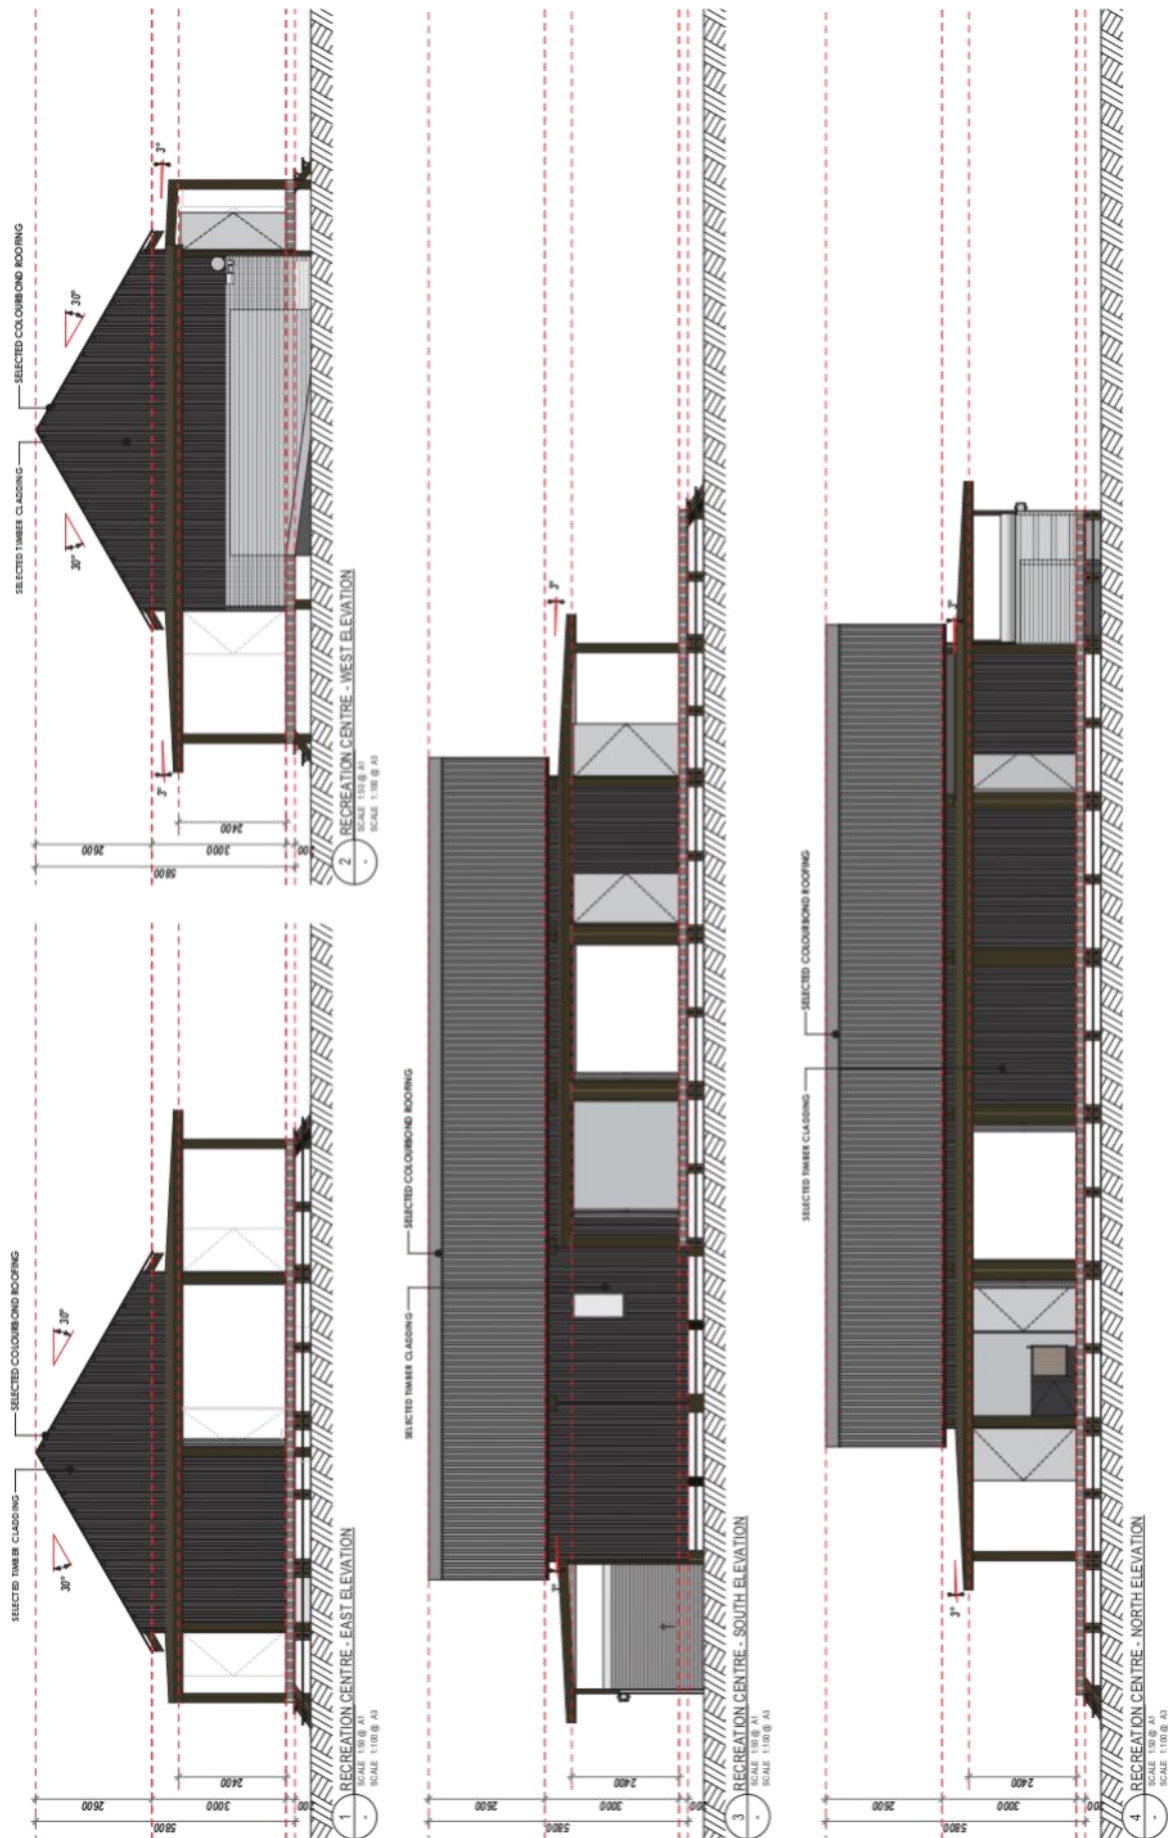 SELECTED TIMBER CLADDING
SELECTED COLOURBOND ROOFING
30°
30°
2400
2600
3000
5800
200
1
-
RECREATION CENTRE - EAST ELEVATION
SCALE 1:50 @ A1
SCALE 1:100 @ A3
SELECTED TIMBER CLADDING
SELECTED COLOURBOND ROOFING
30°
30°
3°
3°
2400
2600
3000
5800
200
2
-
RECREATION CENTRE - WEST ELEVATION
SCALE 1:50 @ A1
SCALE 1:100 @ A3
SELECTED TIMBER CLADDING
SELECTED COLOURBOND ROOFING
3°
2400
2600
3000
5800
200
3
-
RECREATION CENTRE - SOUTH ELEVATION
SCALE 1:50 @ A1
SCALE 1:100 @ A3
SELECTED TIMBER CLADDING
SELECTED COLOURBOND ROOFING
3°
3°
2400
2600
3000
5800
200
4
-
RECREATION CENTRE - NORTH ELEVATION
SCALE 1:50 @ A1
SCALE 1:100 @ A3